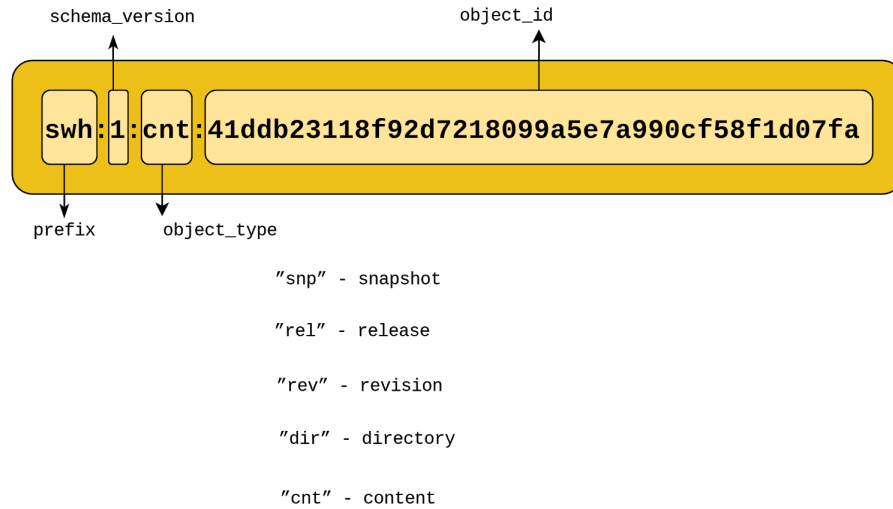 schema_version
object_id
swh:1:cnt:41ddb23118f92d7218099a5e7a990cf58f1d07fa
prefix
object_type
”snp” - snapshot
”rel” - release
”rev” - revision
”dir” - directory
”cnt” - content